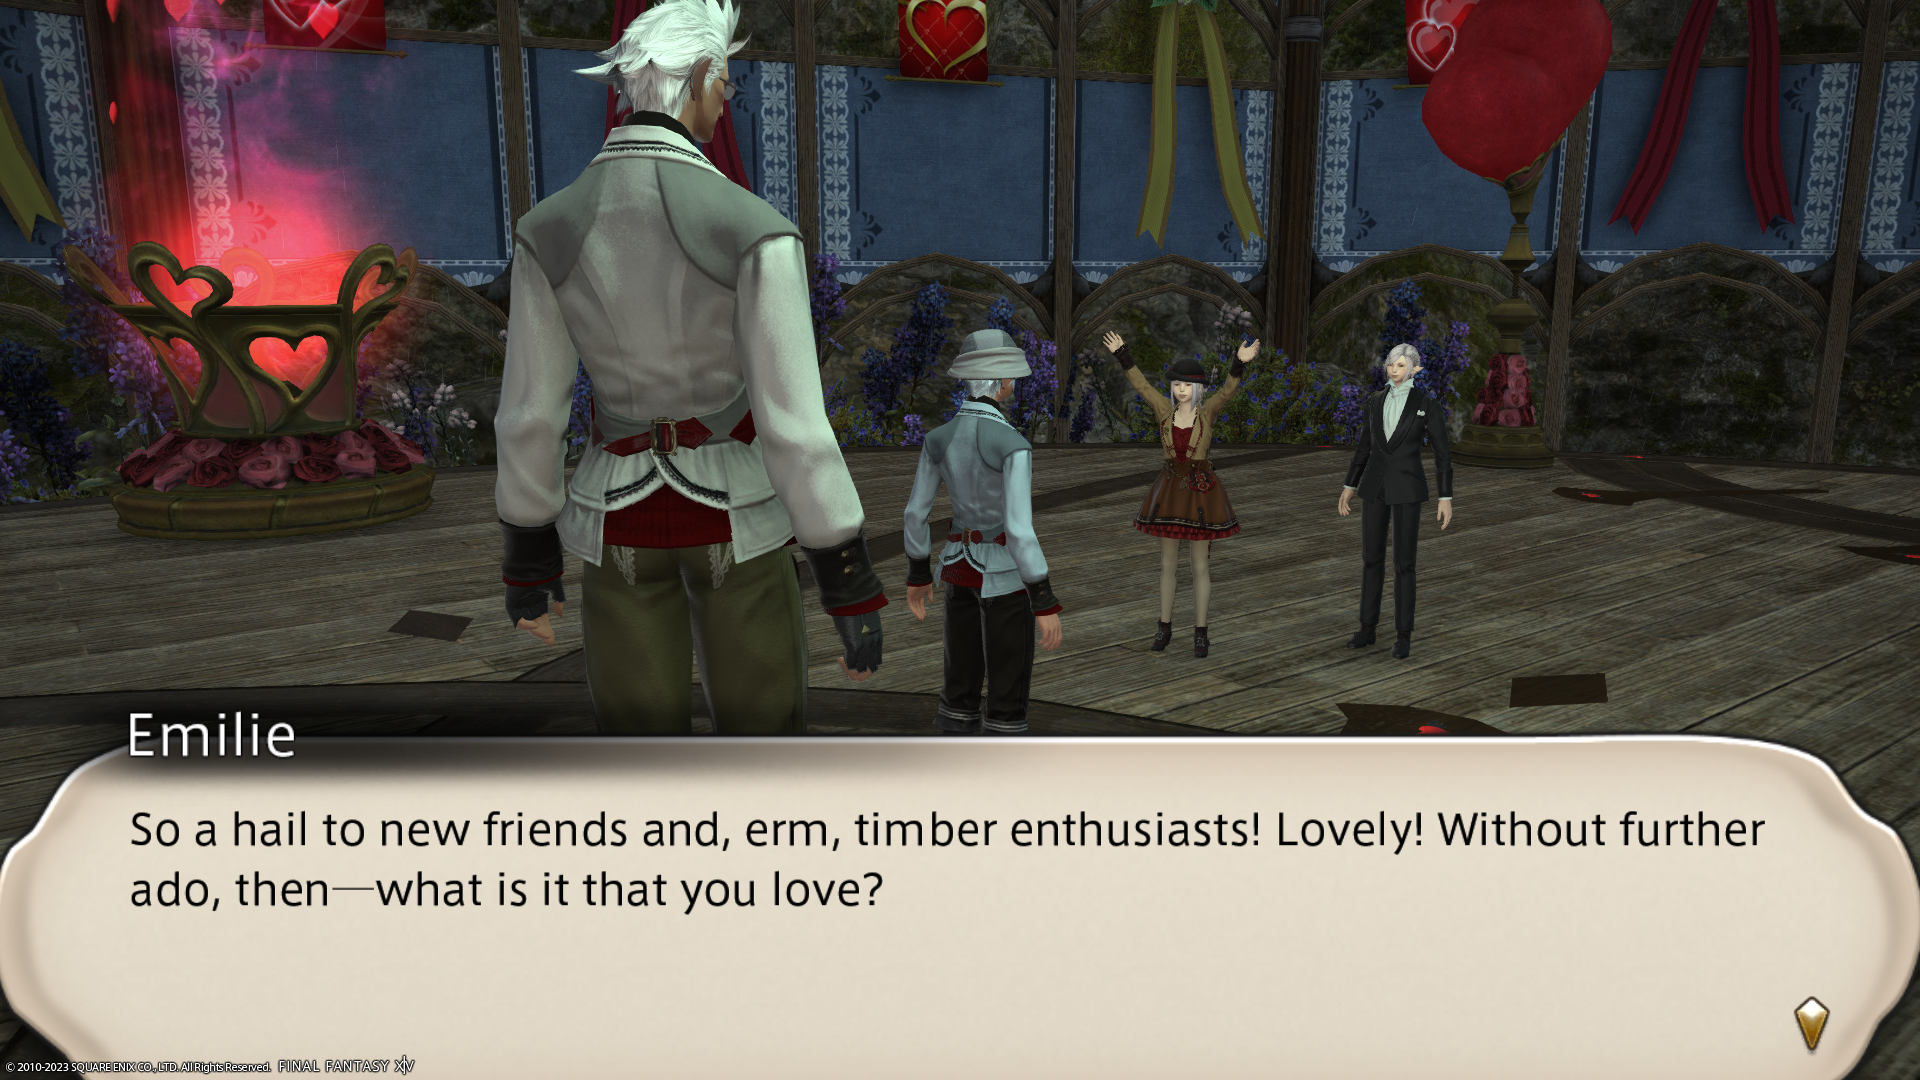 Emilie
So a hail to new friends and, erm, timber enthusiasts! Lovely! Without further
ado, then—what is it that you love?
© 2010-2023 SQUARE ENIX CO., LTD. All Rights Reserved. FINAL FANTASY XIV